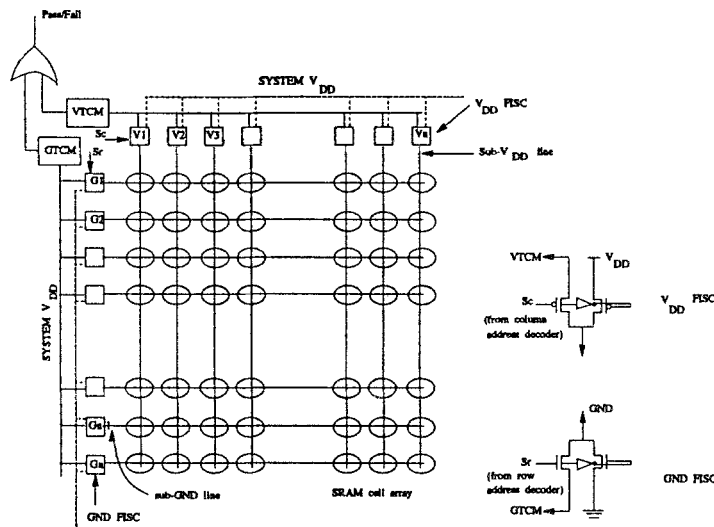 Pass/Fail
SYSTEM V
DD
VTCM
V
DD
FISC
Sc
V1
V2
V3
Vn
GTCM
Sub-V
DD
line
Sr
G1
G2
VTCM
V
DD
Sc
(from column
address decoder)
V
DD
FISC
SYSTEM V
DD
GND
Sr
(from row
address decoder)
GND FISC
GTCM
Gn
sub-GND line
SRAM cell array
GND FISC